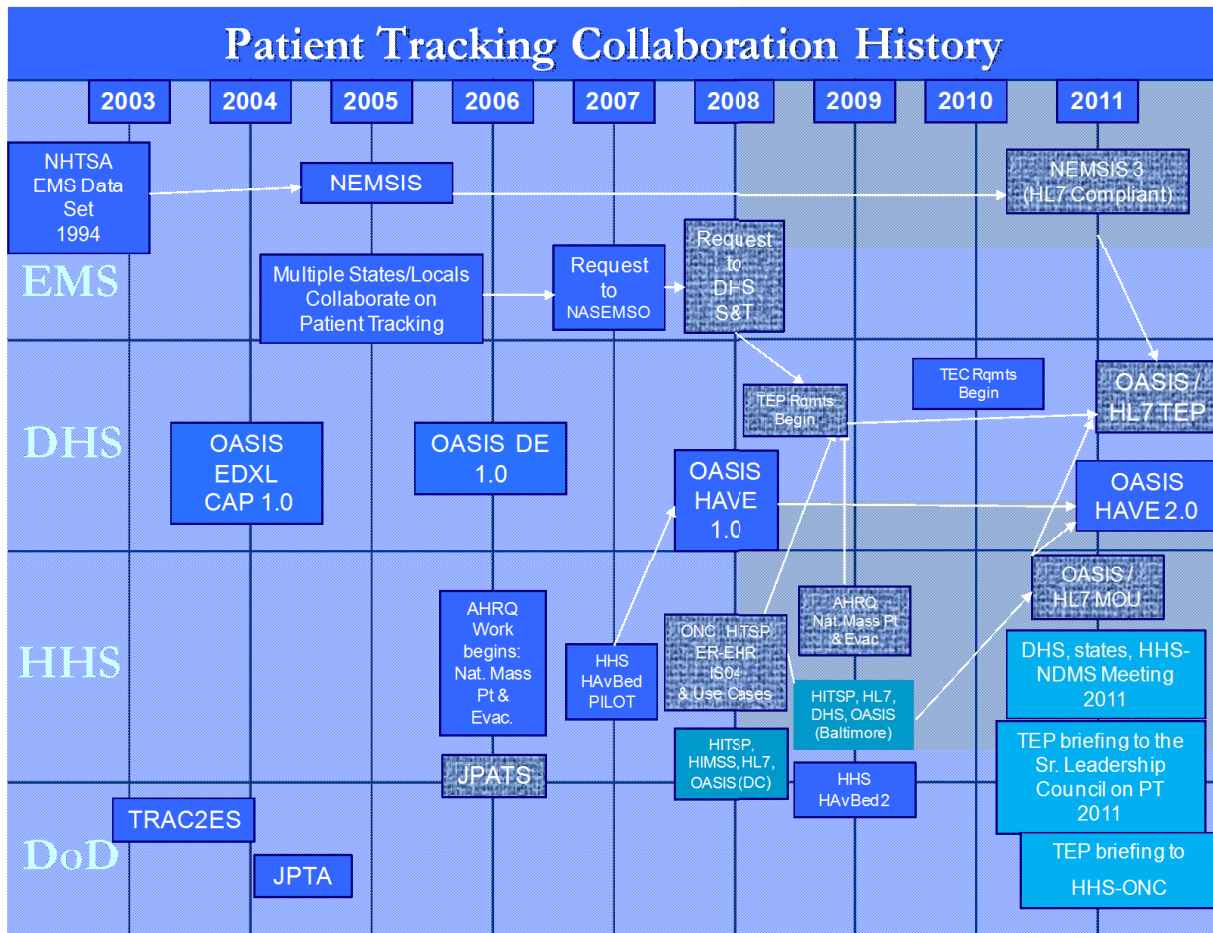 Patient Tracking Collaboration History
2003
2004
2005
2006
2007
2008
2009
2010
2011
EMS
NHTSA
EMS Data
Set
1994
NEMSIS
NEMSIS 3
(HL7 Compliant)
Multiple States/Locals
Collaborate on
Patient Tracking
Request
to
NASEMSO
Request
to
DHS
S&T
DHS
OASIS
EDXL
CAP 1.0
OASIS DE
1.0
OASIS
HAVE
1.0
TEP Rqmts
Begin
TEC Rqmts
Begin
OASIS /
HL7 TEP
OASIS
HAVE 2.0
HHS
AHRQ
Work
begins:
Nat. Mass
Pt &
Evac.
JPATS
HHS
HAvBed
PILOT
ONC, HITSP
ER-EHR
IS04
& Use Cases
HITSP,
HIMSS, HL7,
OASIS (DC)
AHRQ
Nat. Mass Pt
& Evac
HITSP, HL7,
DHS, OASIS
(Baltimore)
HHS
HAvBed 2
OASIS /
HL7 MOU
DHS, states, HHS-
NDMS Meeting
2011
TEP briefing to the
Sr. Leadership
Council on PT
2011
TEP briefing to
HHS-ONC
DoD
TRAC2ES
JPTA